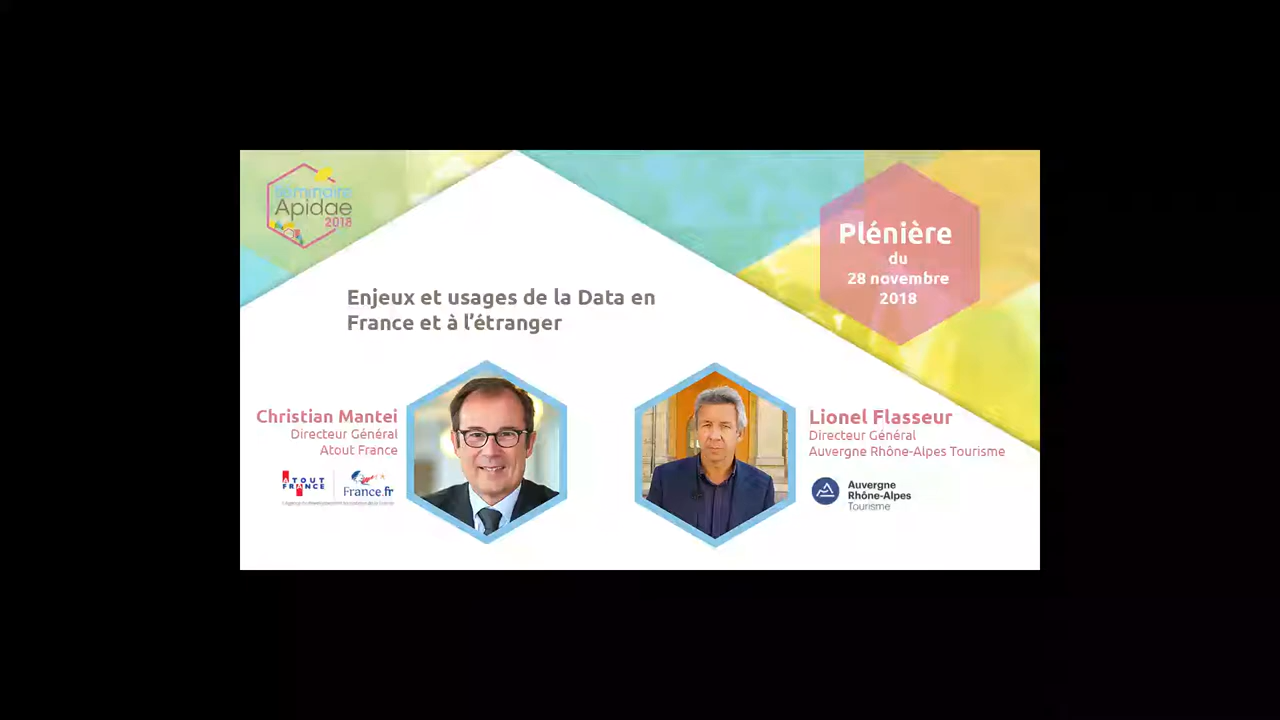 Séminaire
Apidae
2018
Plénière
du
28 novembre
2018
Enjeux et usages de la Data en
France et à l’étranger
Christian Mantei
Directeur Général
Atout France
ATOUT
FRANCE
France.fr
Lionel Flasseur
Directeur Général
Auvergne Rhône-Alpes Tourisme
Auvergne
Rhône-Alpes
Tourisme